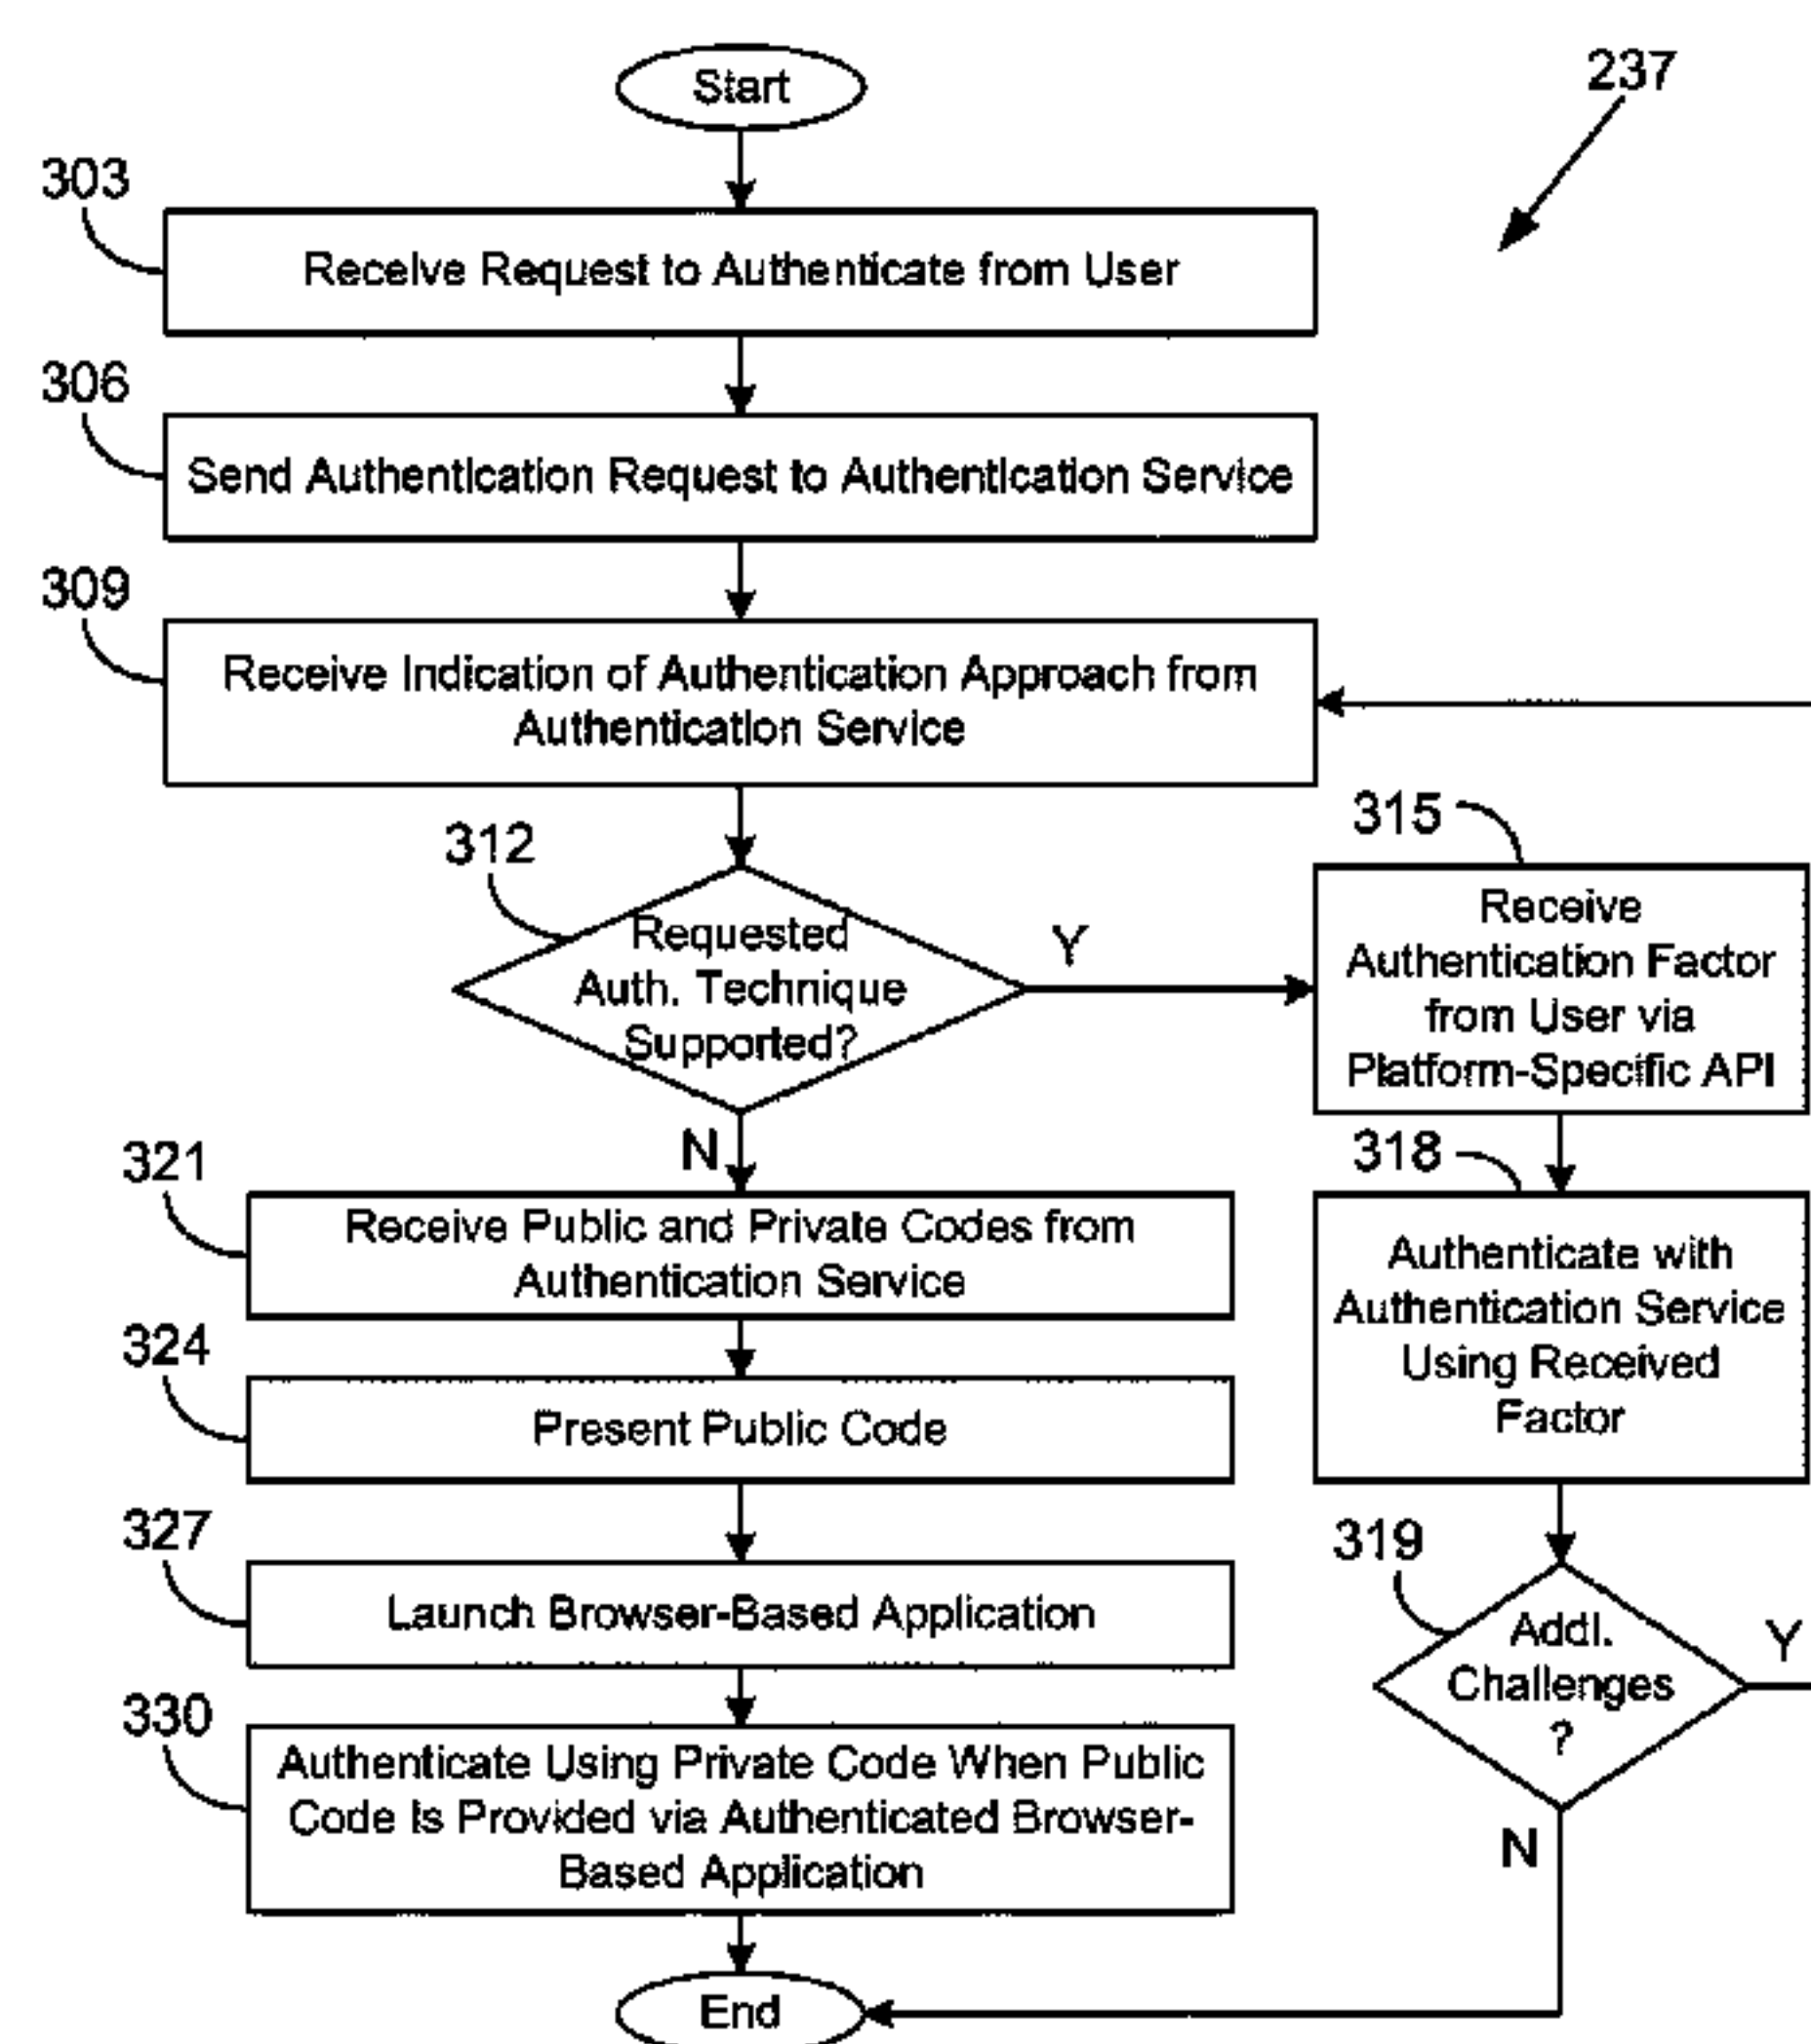 Start
237
303
Receive Request to Authenticate from User
306
Send Authentication Request to Authentication Service
309
Receive Indication of Authentication Approach from
Authentication Service
312
Requested
Auth. Technique
Supported?
Y
315
Receive
Authentication Factor
from User via
Platform-Specific API
N
318
Authenticate with
Authentication Service
Using Received
Factor
321
Receive Public and Private Codes from
Authentication Service
324
Present Public Code
327
Launch Browser-Based Application
319
Addl.
Challenges
?
Y
N
330
Authenticate Using Private Code When Public
Code Is Provided via Authenticated Browser-
Based Application
End